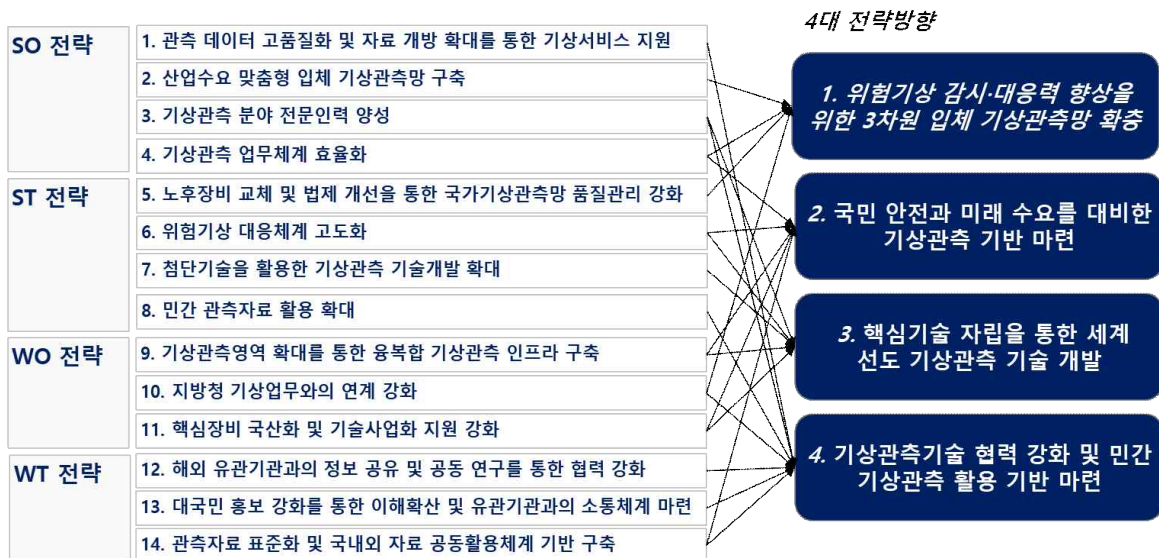 4대 전략방향
SO 전략
1. 관측 데이터 고품질화 및 자료 개방 확대를 통한 기상서비스 지원
2. 산업수요 맞춤형 입체 기상관측망 구축
3. 기상관측 분야 전문인력 양성
4. 기상관측 업무체계 효율화
ST 전략
5. 노후장비 교체 및 법제 개선을 통한 국가기상관측망 품질관리 강화
6. 위험기상 대응체계 고도화
7. 첨단기술을 활용한 기상관측 기술개발 확대
8. 민간 관측자료 활용 확대
WO 전략
9. 기상관측영역 확대를 통한 융복합 기상관측 인프라 구축
10. 지방청 기상업무와의 연계 강화
11. 핵심장비 국산화 및 기술사업화 지원 강화
WT 전략
12. 해외 유관기관과의 정보 공유 및 공동 연구를 통한 협력 강화
13. 대국민 홍보 강화를 통한 이해확산 및 유관기관과의 소통체계 마련
14. 관측자료 표준화 및 국내외 자료 공동활용체계 기반 구축
1. 위험기상 감시·대응력 향상을
위한 3차원 입체 기상관측망 확충
2. 국민 안전과 미래 수요를 대비한
기상관측 기반 마련
3. 핵심기술 자립을 통한 세계
선도 기상관측 기술 개발
4. 기상관측기술 협력 강화 및 민간
기상관측 활용 기반 마련